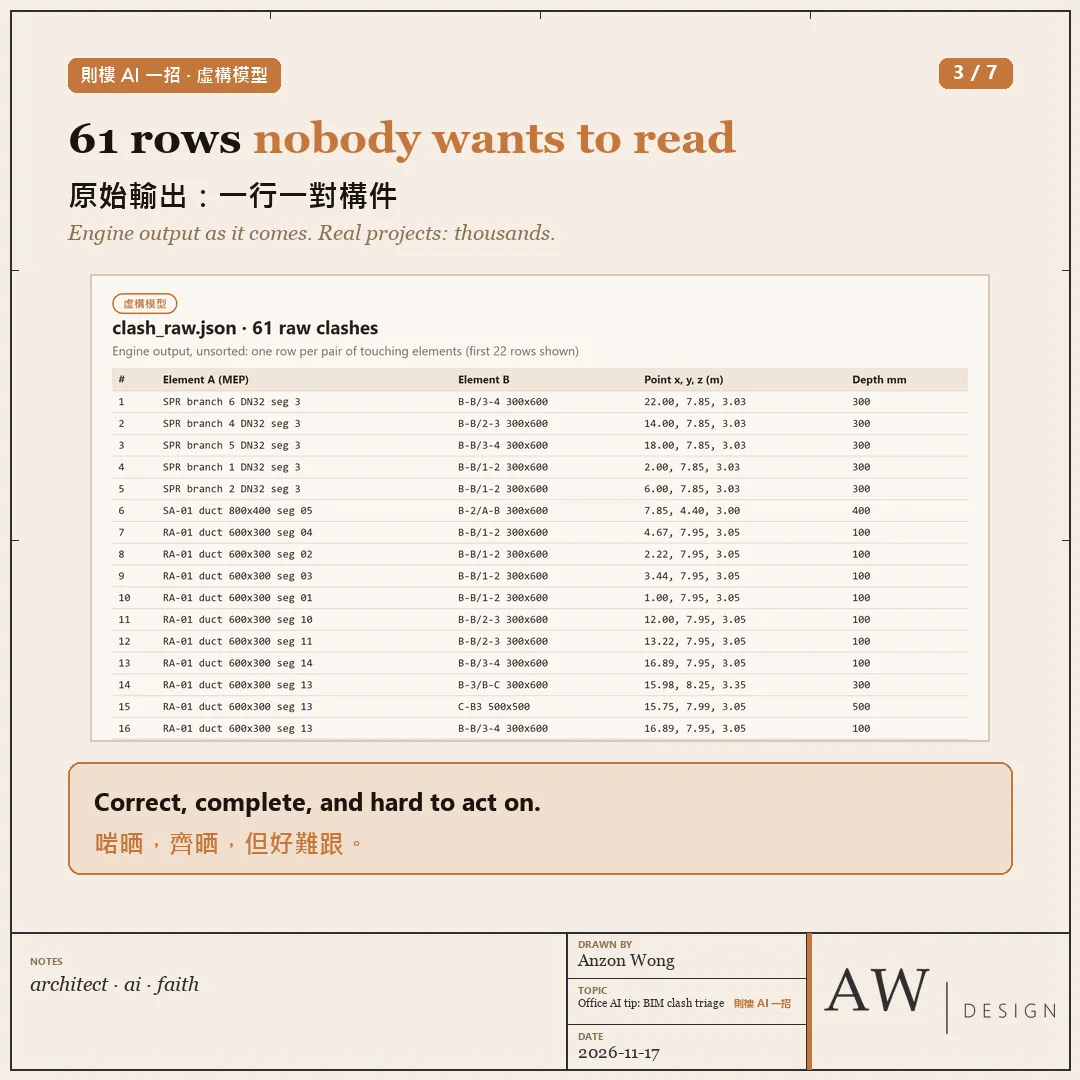 則樓 AI 一招 · 虛構模型
3 / 7
61 rows nobody wants to read
原始輸出：一行一對構件
Engine output as it comes. Real projects: thousands.
虛構模型
clash_raw.json · 61 raw clashes
Engine output, unsorted: one row per pair of touching elements (first 22 rows shown)
# Element A (MEP) Element B Point x, y, z (m) Depth mm
1 SPR branch 6 DN32 seg 3 B-B/3-4 300x600 22.00, 7.85, 3.03 300
2 SPR branch 4 DN32 seg 3 B-B/2-3 300x600 14.00, 7.85, 3.03 300
3 SPR branch 5 DN32 seg 3 B-B/3-4 300x600 18.00, 7.85, 3.03 300
4 SPR branch 1 DN32 seg 3 B-B/1-2 300x600 2.00, 7.85, 3.03 300
5 SPR branch 2 DN32 seg 3 B-B/1-2 300x600 6.00, 7.85, 3.03 300
6 SA-01 duct 800x400 seg 05 B-2/A-B 300x600 7.85, 4.40, 3.00 400
7 RA-01 duct 600x300 seg 04 B-B/1-2 300x600 4.67, 7.95, 3.05 100
8 RA-01 duct 600x300 seg 02 B-B/1-2 300x600 2.22, 7.95, 3.05 100
9 RA-01 duct 600x300 seg 03 B-B/1-2 300x600 3.44, 7.95, 3.05 100
10 RA-01 duct 600x300 seg 01 B-B/1-2 300x600 1.00, 7.95, 3.05 100
11 RA-01 duct 600x300 seg 10 B-B/2-3 300x600 12.00, 7.95, 3.05 100
12 RA-01 duct 600x300 seg 11 B-B/2-3 300x600 13.22, 7.95, 3.05 100
13 RA-01 duct 600x300 seg 14 B-B/3-4 300x600 16.89, 7.95, 3.05 100
14 RA-01 duct 600x300 seg 13 B-3/B-C 300x600 15.98, 8.25, 3.35 300
15 RA-01 duct 600x300 seg 13 C-B3 500x500 15.75, 7.99, 3.05 500
16 RA-01 duct 600x300 seg 13 B-B/3-4 300x600 16.89, 7.95, 3.05 100
Correct, complete, and hard to act on.
啱晒，齊晒，但好難跟。
NOTES
architect · ai · faith
DRAWN BY
Anzon Wong
TOPIC
Office AI tip: BIM clash triage 則樓 AI 一招
DATE
2026-11-17
AW | DESIGN